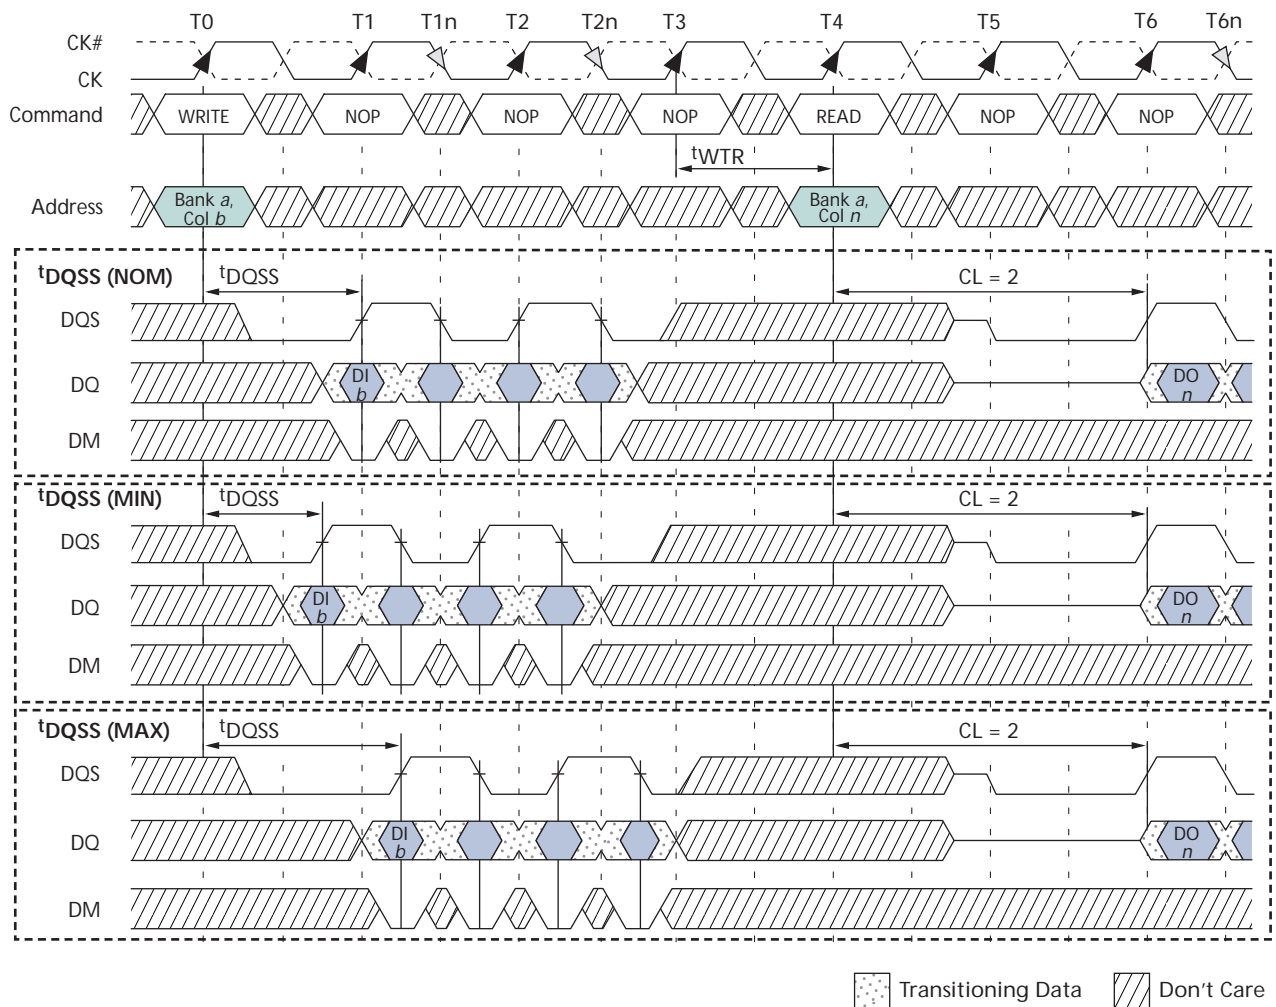 T0 T1 T1n T2 T2n T3 T4 T5 T6 T6n
CK#
CK
Command WRITE NOP NOP NOP READ NOP NOP
tWTR
Address Bank a, Col b Bank a, Col n
tDQSS (NOM) tDQSS CL = 2
DQS
DQ DI b DO n
DM
tDQSS (MIN) tDQSS CL = 2
DQS
DQ DI b DO n
DM
tDQSS (MAX) tDQSS CL = 2
DQS
DQ DI b DO n
DM
Transitioning Data Don't Care